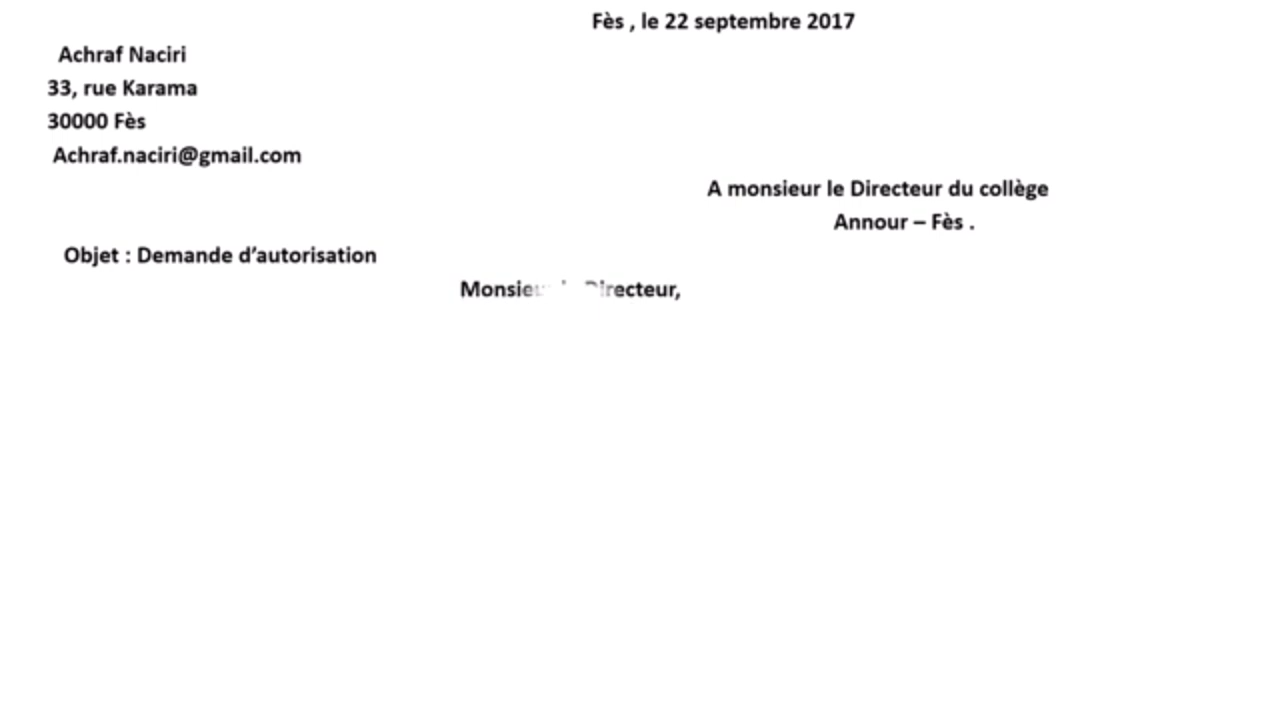 Fès , le 22 septembre 2017
Achraf Naciri
33, rue Karama
30000 Fès
Achraf.naciri@gmail.com
A monsieur le Directeur du collège
Annour – Fès .
Objet : Demande d’autorisation
Monsieur Directeur,